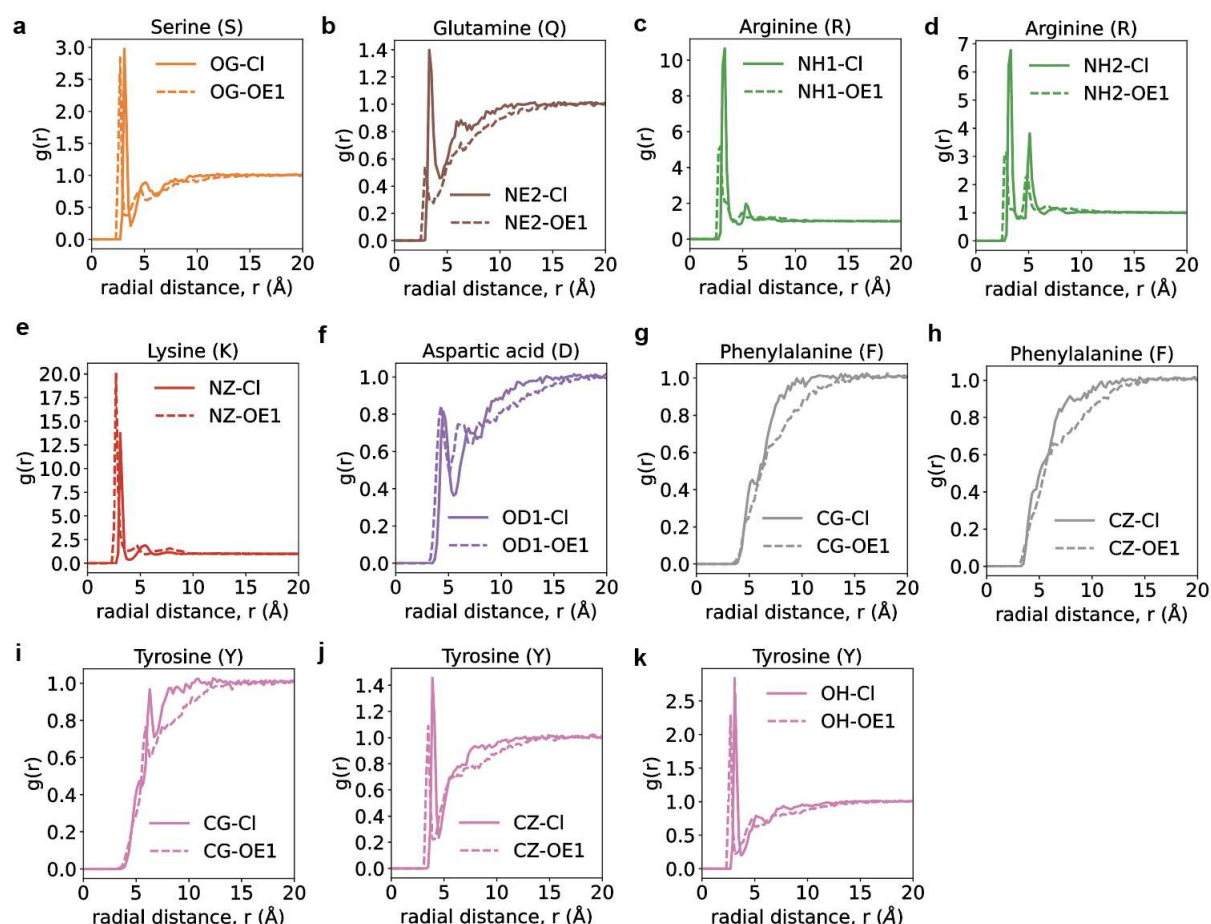 a
Serine (S)
3.0
2.5
2.0
1.5
1.0
0.5
0.0
g(r)
OG-Cl
OG-OE1
0 5 10 15 20
radial distance, r (Å)
b
Glutamine (Q)
1.4
1.2
1.0
0.8
0.6
0.4
0.2
0.0
g(r)
NE2-Cl
NE2-OE1
0 5 10 15 20
radial distance, r (Å)
c
Arginine (R)
10
8
6
4
2
0
g(r)
NH1-Cl
NH1-OE1
0 5 10 15 20
radial distance, r (Å)
d
Arginine (R)
7
6
5
4
3
2
1
0
g(r)
NH2-Cl
NH2-OE1
0 5 10 15 20
radial distance, r (Å)
e
Lysine (K)
20.0
17.5
15.0
12.5
10.0
7.5
5.0
2.5
g(r)
NZ-Cl
NZ-OE1
0 5 10 15 20
radial distance, r (Å)
f
Aspartic acid (D)
1.0
0.8
0.6
0.4
0.2
0.0
g(r)
OD1-Cl
OD1-OE1
0 5 10 15 20
radial distance, r (Å)
g
Phenylalanine (F)
1.0
0.8
0.6
0.4
0.2
0.0
g(r)
CG-Cl
CG-OE1
0 5 10 15 20
radial distance, r (Å)
h
Phenylalanine (F)
1.0
0.8
0.6
0.4
0.2
0.0
g(r)
CZ-Cl
CZ-OE1
0 5 10 15 20
radial distance, r (Å)
i
Tyrosine (Y)
1.0
0.8
0.6
0.4
0.2
0.0
g(r)
CG-Cl
CG-OE1
0 5 10 15 20
radial distance, r (Å)
j
Tyrosine (Y)
1.4
1.2
1.0
0.8
0.6
0.4
0.2
0.0
g(r)
CZ-Cl
CZ-OE1
0 5 10 15 20
radial distance, r (Å)
k
Tyrosine (Y)
2.5
2.0
1.5
1.0
0.5
0.0
g(r)
OH-Cl
OH-OE1
0 5 10 15 20
radial distance, r (Å)